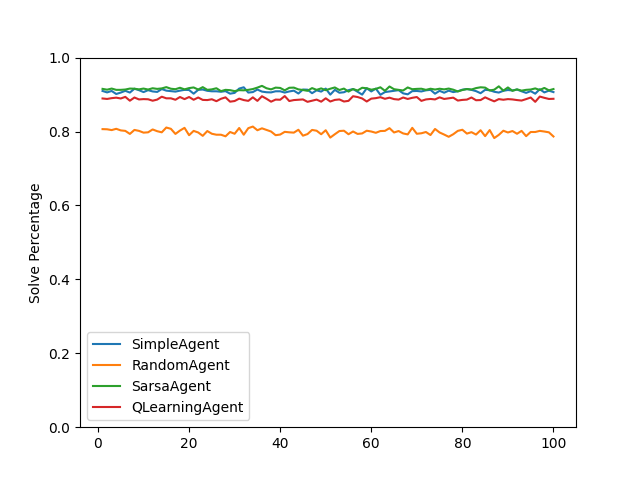 1.0
0.8
0.6
0.4
0.2
0.0
Solve Percentage
SimpleAgent
RandomAgent
SarsaAgent
QLearningAgent
0 20 40 60 80 100